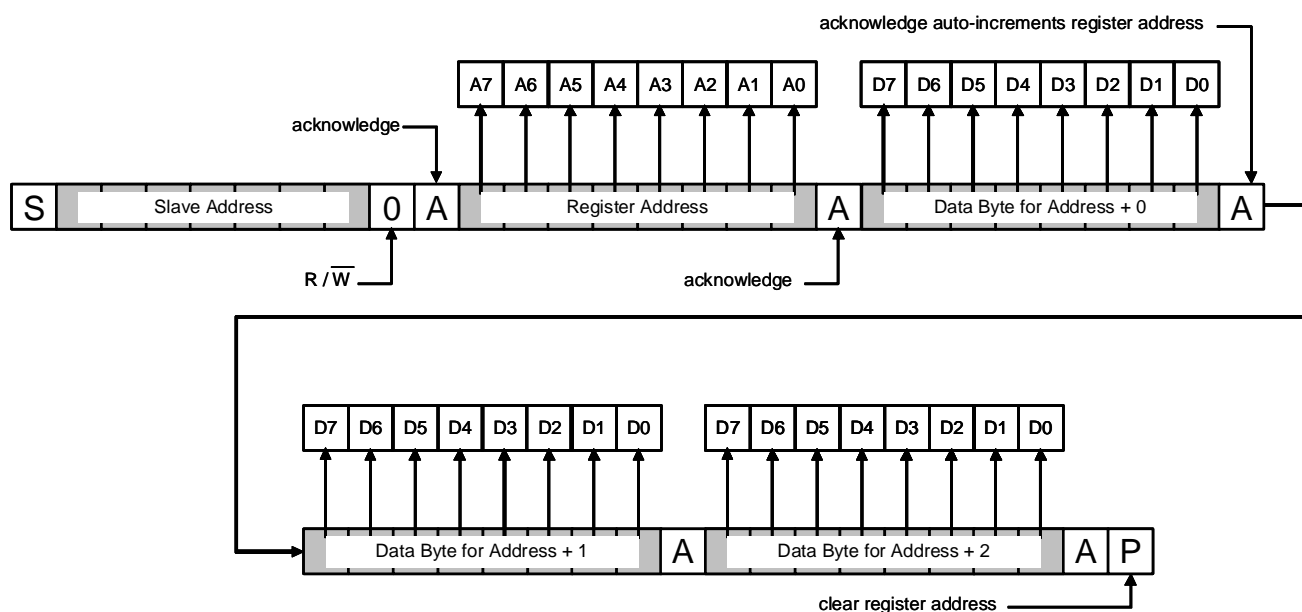 acknowledge auto-increments register address
A7 A6 A5 A4 A3 A2 A1 A0 D7 D6 D5 D4 D3 D2 D1 D0
acknowledge
S Slave Address 0 A Register Address A Data Byte for Address + 0 A
R / W̅ acknowledge
D7 D6 D5 D4 D3 D2 D1 D0 D7 D6 D5 D4 D3 D2 D1 D0
Data Byte for Address + 1 A Data Byte for Address + 2 A P
clear register address